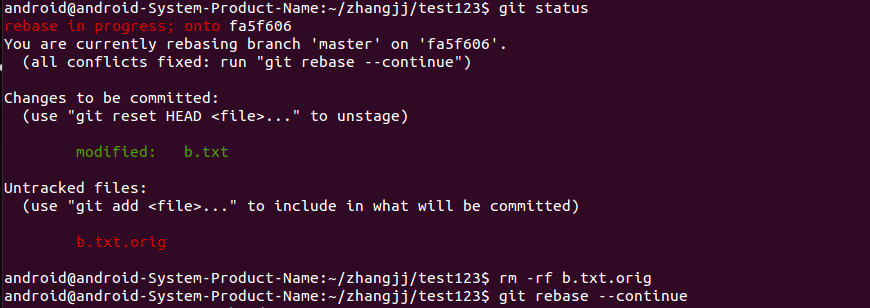 android@android-System-Product-Name:~/zhangjj/test123$ git status
rebase in progress; onto fa5f606
You are currently rebasing branch 'master' on 'fa5f606'.
  (all conflicts fixed: run "git rebase --continue")

Changes to be committed:
  (use "git reset HEAD <file>..." to unstage)

        modified:   b.txt

Untracked files:
  (use "git add <file>..." to include in what will be committed)

        b.txt.orig

android@android-System-Product-Name:~/zhangjj/test123$ rm -rf b.txt.orig
android@android-System-Product-Name:~/zhangjj/test123$ git rebase --continue